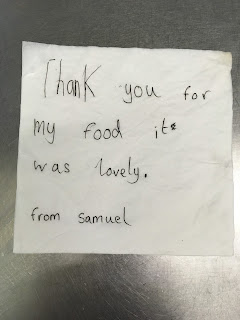 Thank you for
my food it
was lovely.
from Samuel